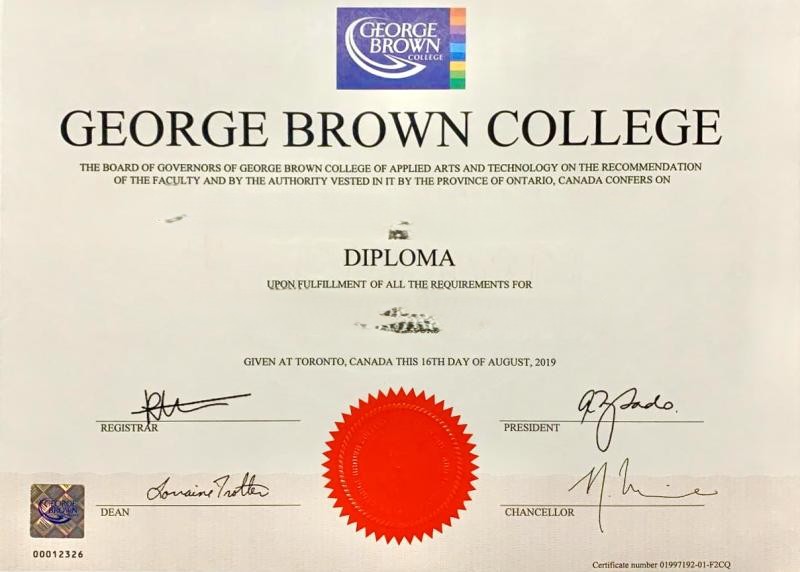 GEORGE
BROWN
COLLEGE
GEORGE BROWN COLLEGE
THE BOARD OF GOVERNORS OF GEORGE BROWN COLLEGE OF APPLIED ARTS AND TECHNOLOGY ON THE RECOMMENDATION
OF THE FACULTY AND BY THE AUTHORITY VESTED IN IT BY THE PROVINCE OF ONTARIO, CANADA CONFERS ON
DIPLOMA
UPON FULFILLMENT OF ALL THE REQUIREMENTS FOR
GIVEN AT TORONTO, CANADA THIS 16TH DAY OF AUGUST, 2019
REGISTRAR
PRESIDENT
Lorraine Trotter
DEAN
CHANCELLOR
GEORGE
BROWN
00012326
Certificate number 01997192-01-F2CQ